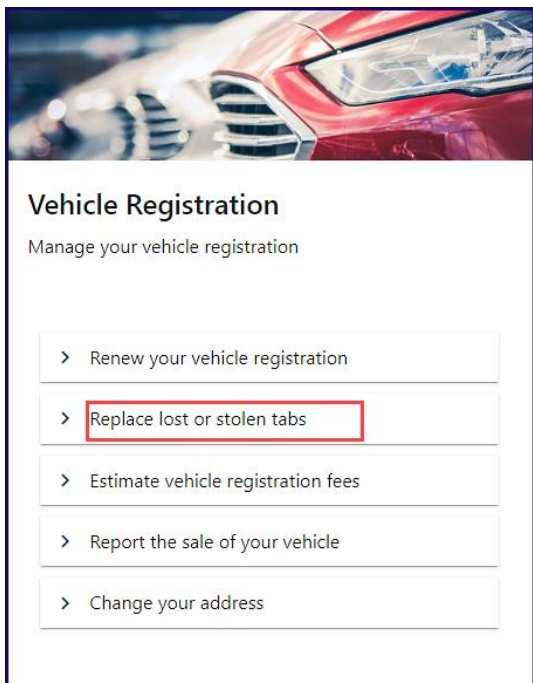 Vehicle Registration
Manage your vehicle registration
Renew your vehicle registration
Replace lost or stolen tabs
Estimate vehicle registration fees
Report the sale of your vehicle
Change your address